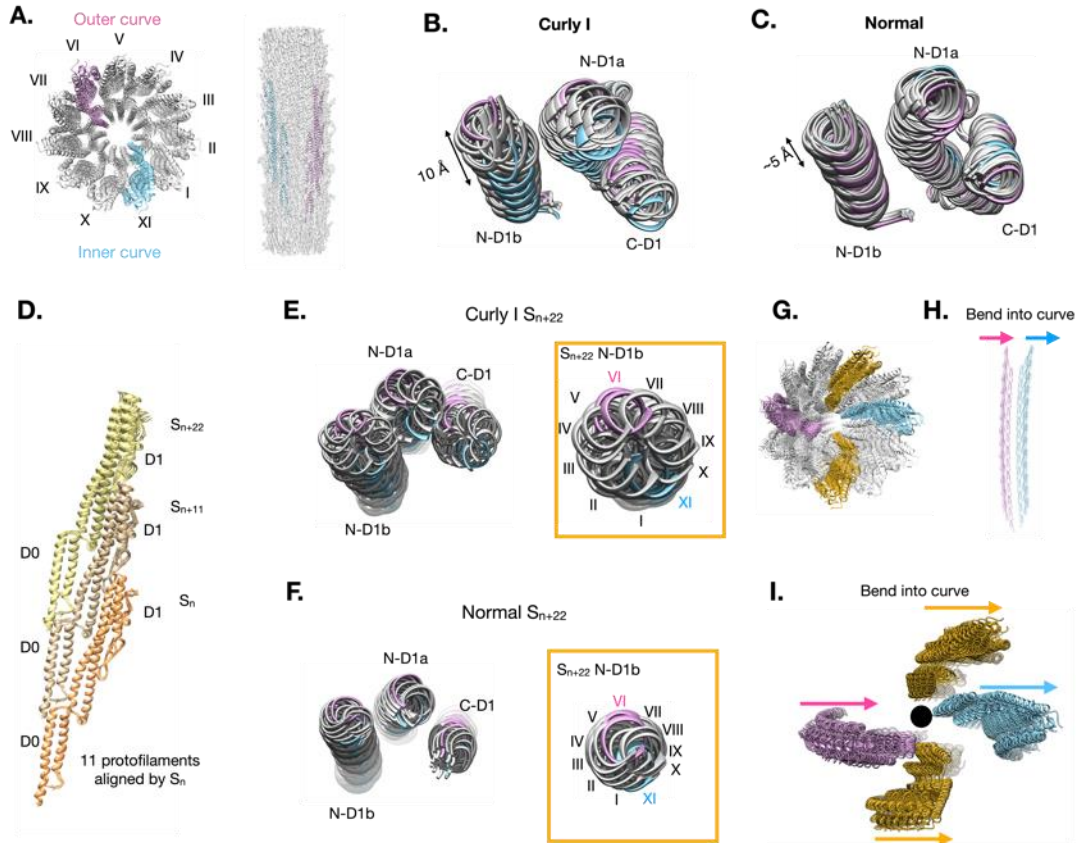 A.
Outer curve
VI
V
IV
VII
III
VIII
II
IX
I
X
XI
Inner curve
B.
Curly I
N-D1a
10 Å
N-D1b
C-D1
C.
Normal
N-D1a
~5 Å
N-D1b
C-D1
D.
Sn+22
D1
Sn+11
D1
D0
Sn
D1
D0
D0
11 protofilaments
aligned by Sn
E.
Curly I Sn+22
N-D1a
C-D1
N-D1b
Sn+22 N-D1b
VI
VII
V
VIII
IV
IX
III
X
II
XI
I
F.
Normal Sn+22
N-D1a
C-D1
N-D1b
Sn+22 N-D1b
VI
V
VII
VIII
IV
IX
III
X
II
I
XI
G.
H.
Bend into curve
I.
Bend into curve